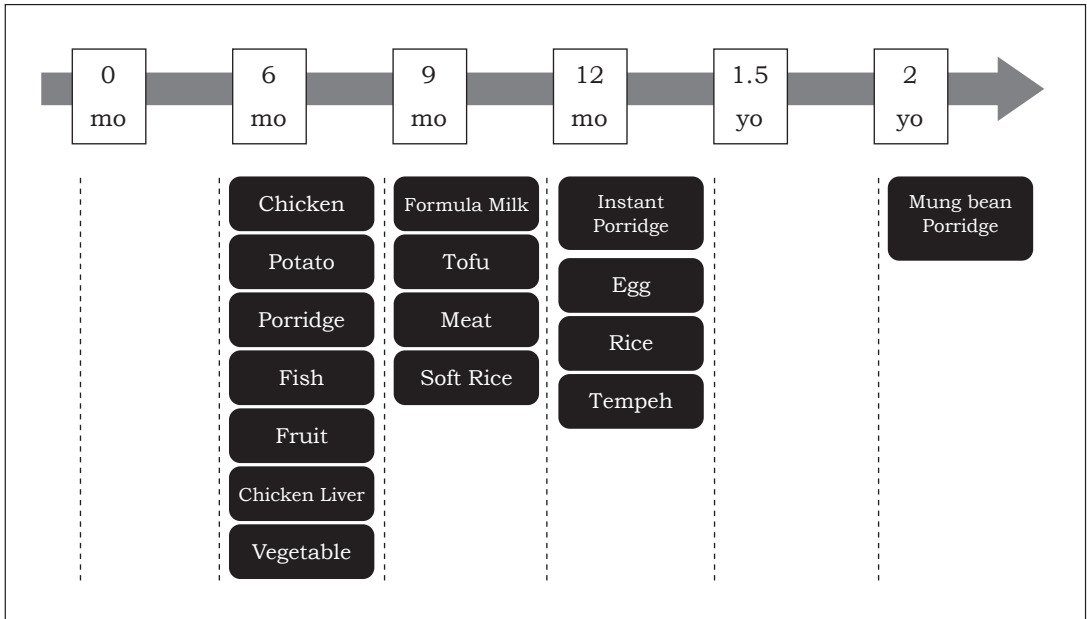 0
mo
6
mo
9
mo
12
mo
1.5
yo
2
yo
Chicken
Potato
Porridge
Fish
Fruit
Chicken Liver
Vegetable
Formula Milk
Tofu
Meat
Soft Rice
Instant
Porridge
Egg
Rice
Tempeh
Mung bean
Porridge